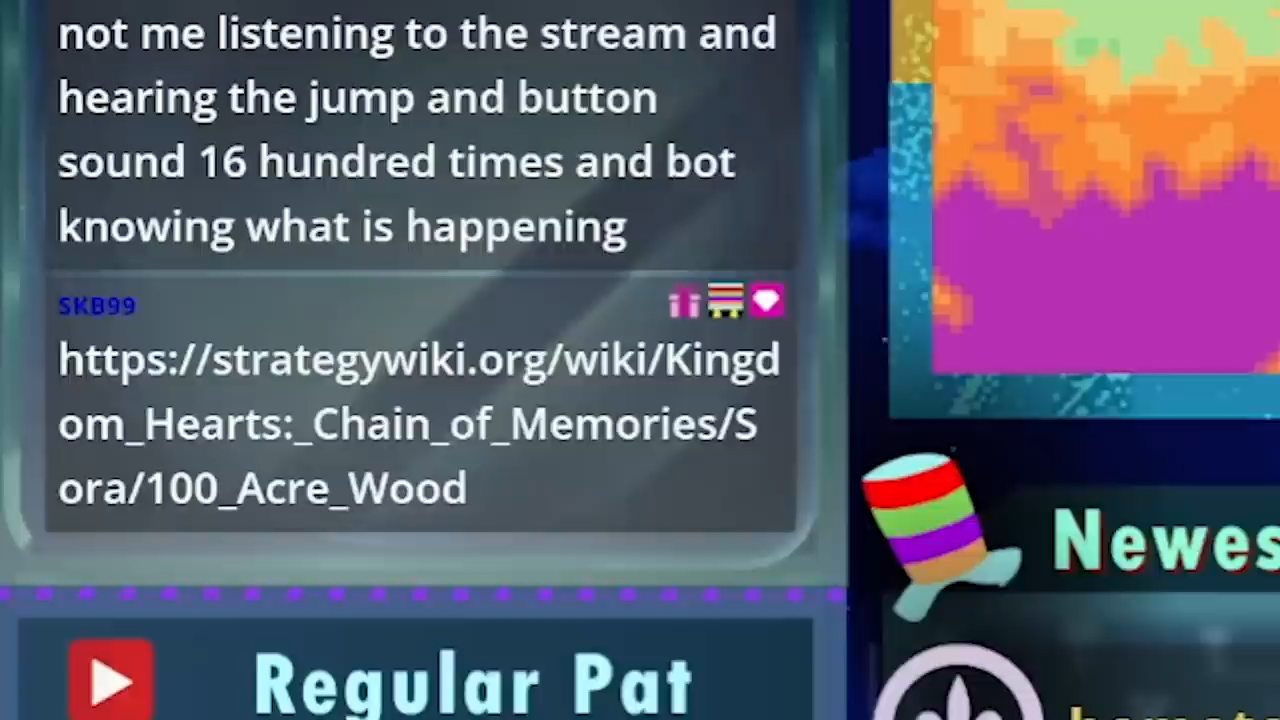 not me listening to the stream and
hearing the jump and button
sound 16 hundred times and bot
knowing what is happening
SKB99
https://strategywiki.org/wiki/Kingd
om_Hearts:_Chain_of_Memories/S
ora/100_Acre_Wood
Newes
Regular Pat